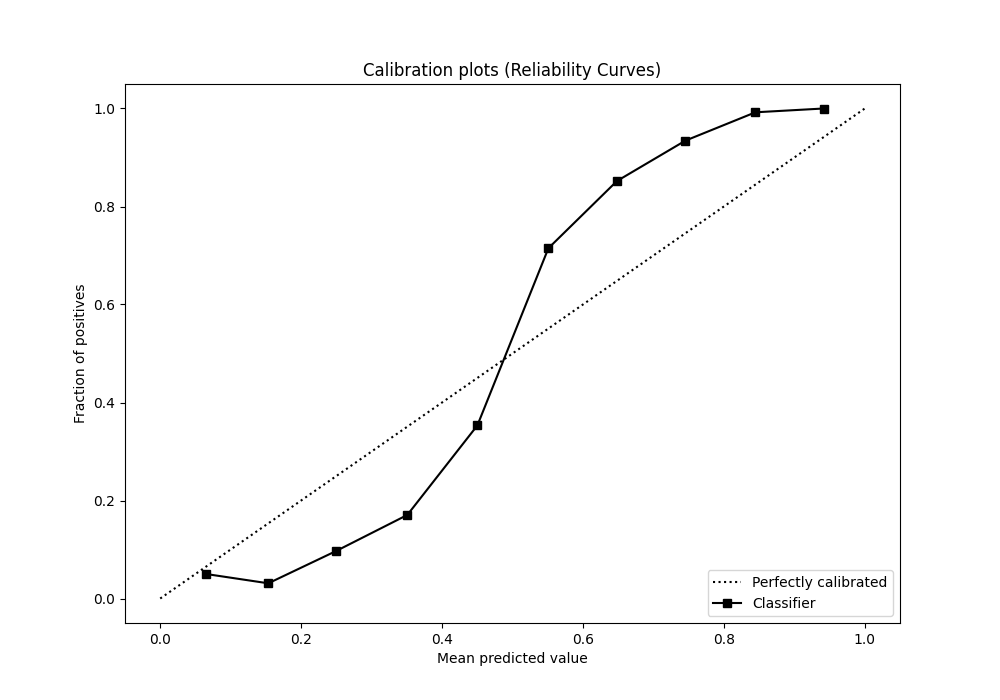 Calibration plots (Reliability Curves)
1.0
0.8
0.6
0.4
0.2
0.0
Fraction of positives
0.0 0.2 0.4 0.6 0.8 1.0
Mean predicted value
Perfectly calibrated
Classifier